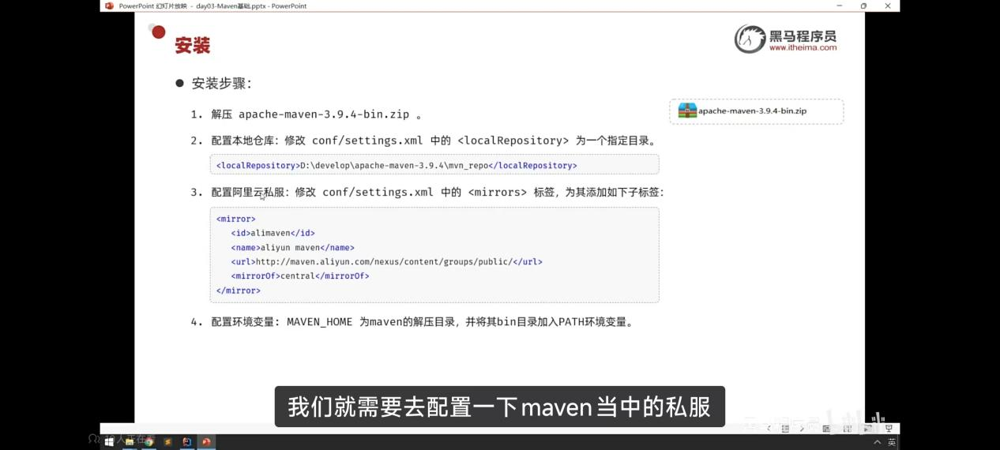 PowerPoint 幻灯片放映 - day03-Maven基础.pptx - PowerPoint
安装
黑马程序员
www.itheima.com
● 安装步骤：
apache-maven-3.9.4-bin.zip
1. 解压 apache-maven-3.9.4-bin.zip 。
2. 配置本地仓库：修改 conf/settings.xml 中的 <localRepository> 为一个指定目录。
<localRepository>D:\develop\apache-maven-3.9.4\mvn_repo</localRepository>
3. 配置阿里云私服：修改 conf/settings.xml 中的 <mirrors> 标签，为其添加如下子标签：
<mirror>
<id>alimaven</id>
<name>aliyun maven</name>
<url>http://maven.aliyun.com/nexus/content/groups/public/</url>
<mirrorOf>central</mirrorOf>
</mirror>
4. 配置环境变量: MAVEN_HOME 为maven的解压目录，并将其bin目录加入PATH环境变量。
我们就需要去配置一下maven当中的私服
英